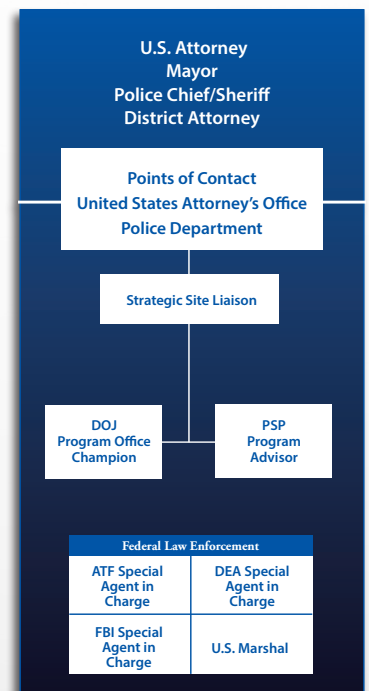 U.S. Attorney
Mayor
Police Chief/Sheriff
District Attorney
Points of Contact
United States Attorney's Office
Police Department
Strategic Site Liaison
DOJ
Program Office
Champion
PSP
Program
Advisor
Federal Law Enforcement
ATF Special
Agent in
Charge
DEA Special
Agent in
Charge
FBI Special
Agent in
Charge
U.S. Marshal